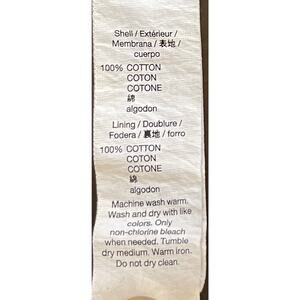 Shell / Extérieur /
Membrana / 表地 /
cuerpo
100% COTTON
COTON
COTONE
綿
algodon
Lining / Doublure /
Fodera / 裏地 / forro
100% COTTON
COTON
COTONE
綿
algodon
Machine wash warm.
Wash and dry with like
colors. Only
non-chlorine bleach
when needed. Tumble
dry medium. Warm iron.
Do not dry clean.